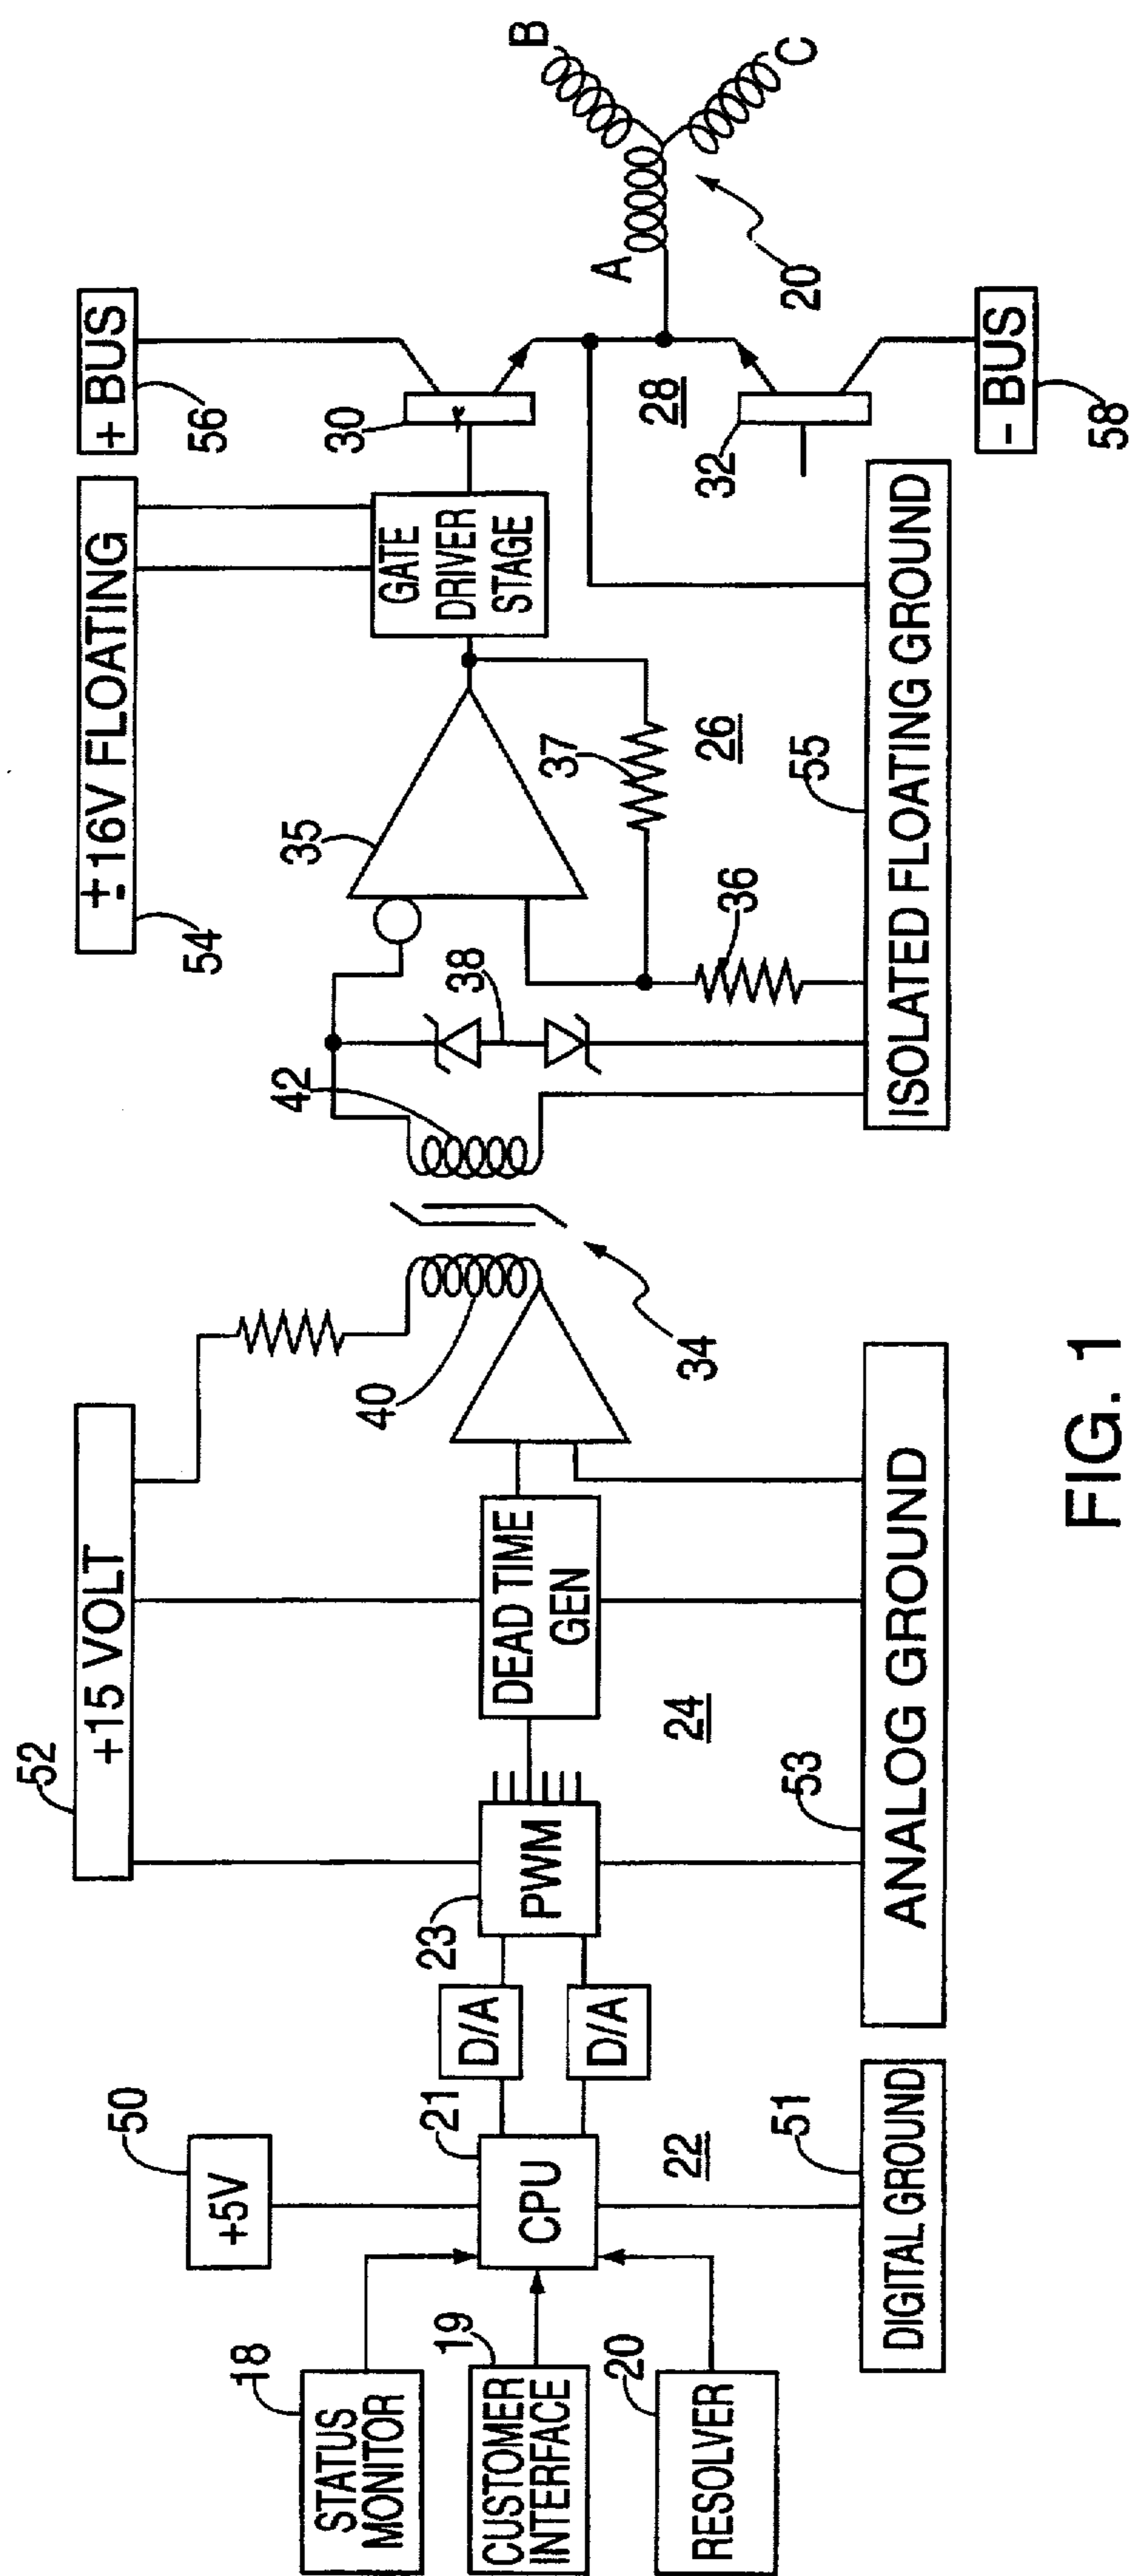 50
+5V
52
+15 VOLT
54
±16V FLOATING
56
+ BUS
18
STATUS
MONITOR
19
CUSTOMER
INTERFACE
20
RESOLVER
21
CPU
22
D/A
D/A
23
PWM
24
DEAD TIME
GEN
40
34
42
38
35
36
37
26
GATE
DRIVER
STAGE
30
28
32
A
B
C
20
51
DIGITAL GROUND
53
ANALOG GROUND
55
ISOLATED FLOATING GROUND
- BUS
58
FIG. 1